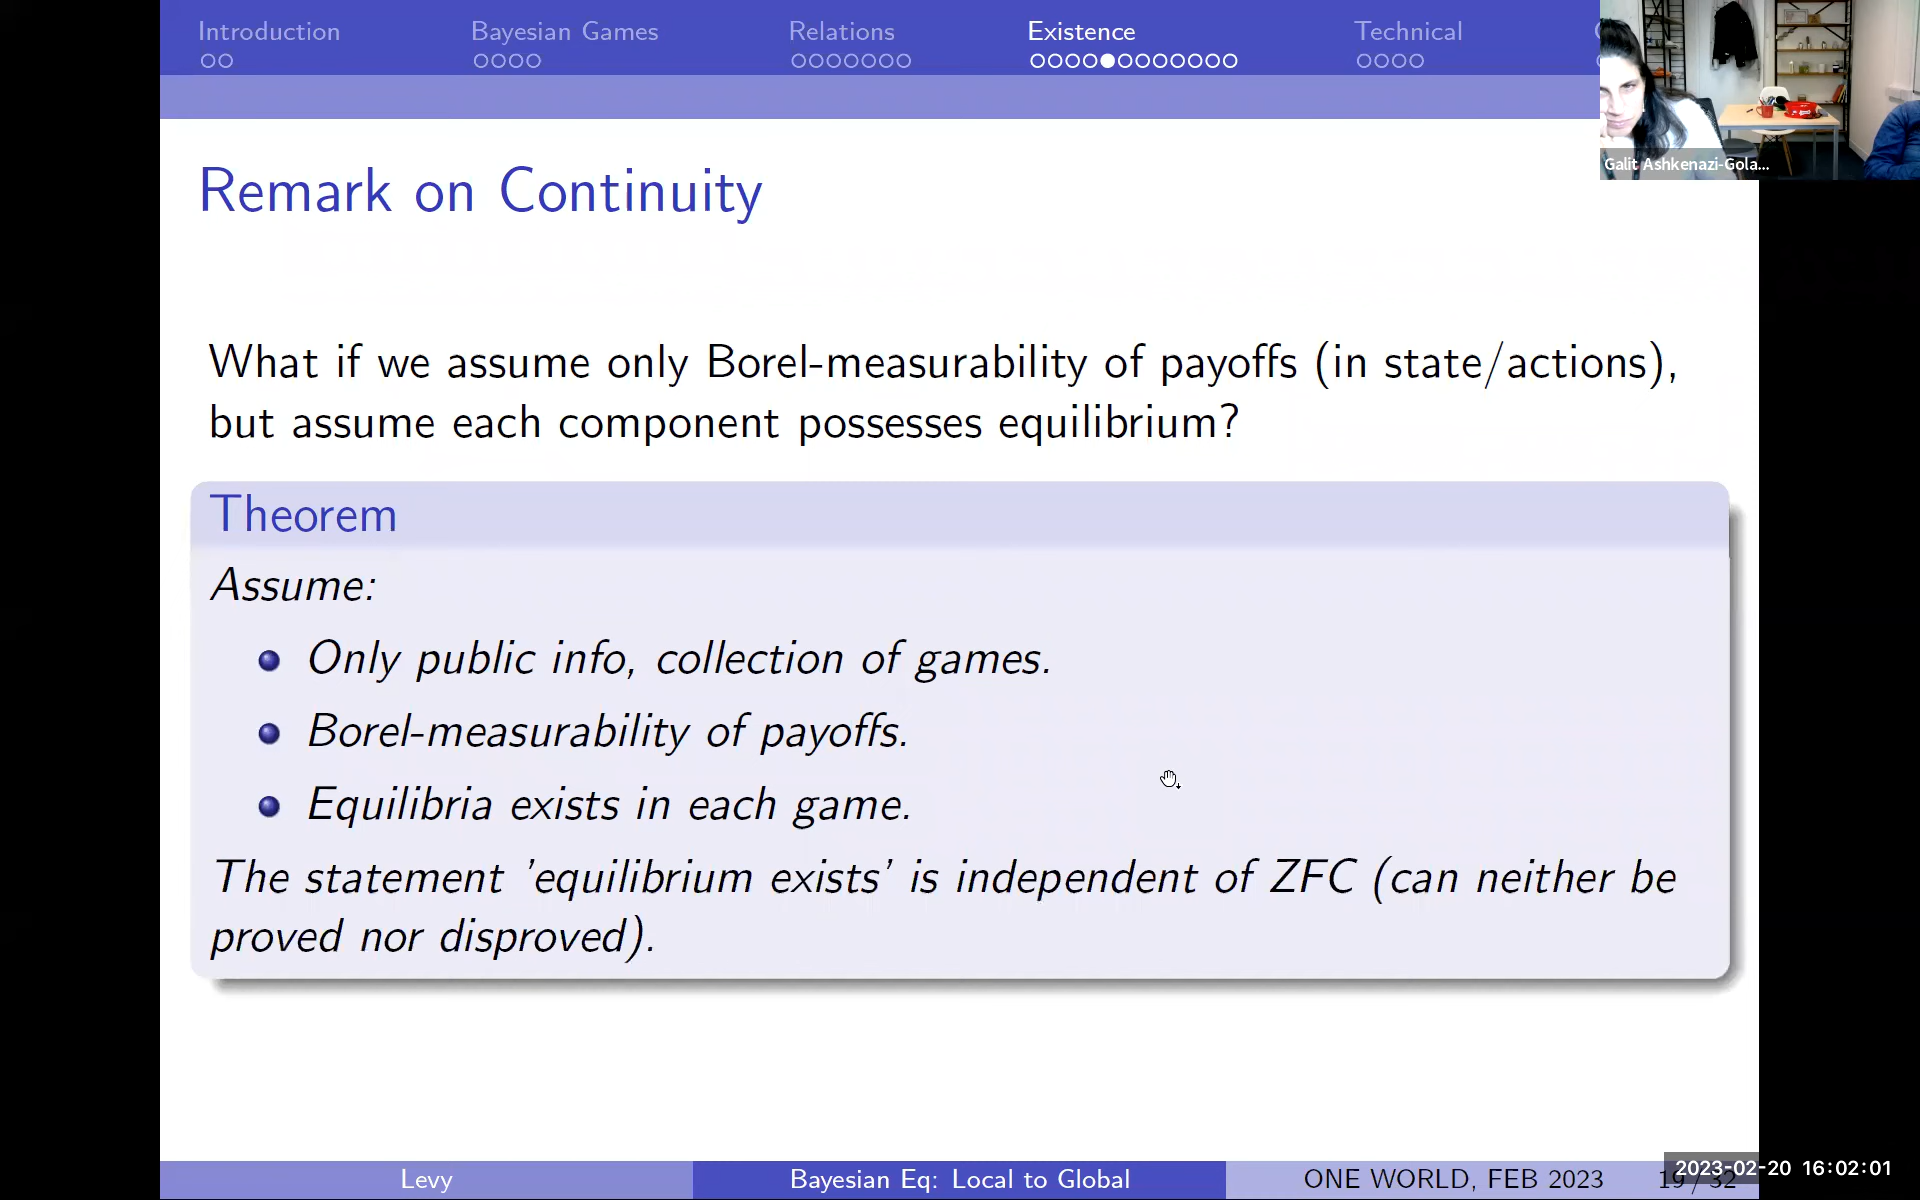 Introduction Bayesian Games Relations Existence Technical
Galit Ashkenazi-Gola...
Remark on Continuity
What if we assume only Borel-measurability of payoffs (in state/actions),
but assume each component possesses equilibrium?
Theorem
Assume:
Only public info, collection of games.
Borel-measurability of payoffs.
Equilibria exists in each game.
The statement 'equilibrium exists' is independent of ZFC (can neither be
proved nor disproved).
Levy Bayesian Eq: Local to Global ONE WORLD, FEB 2023 19 / 32
2023-02-20 16:02:01